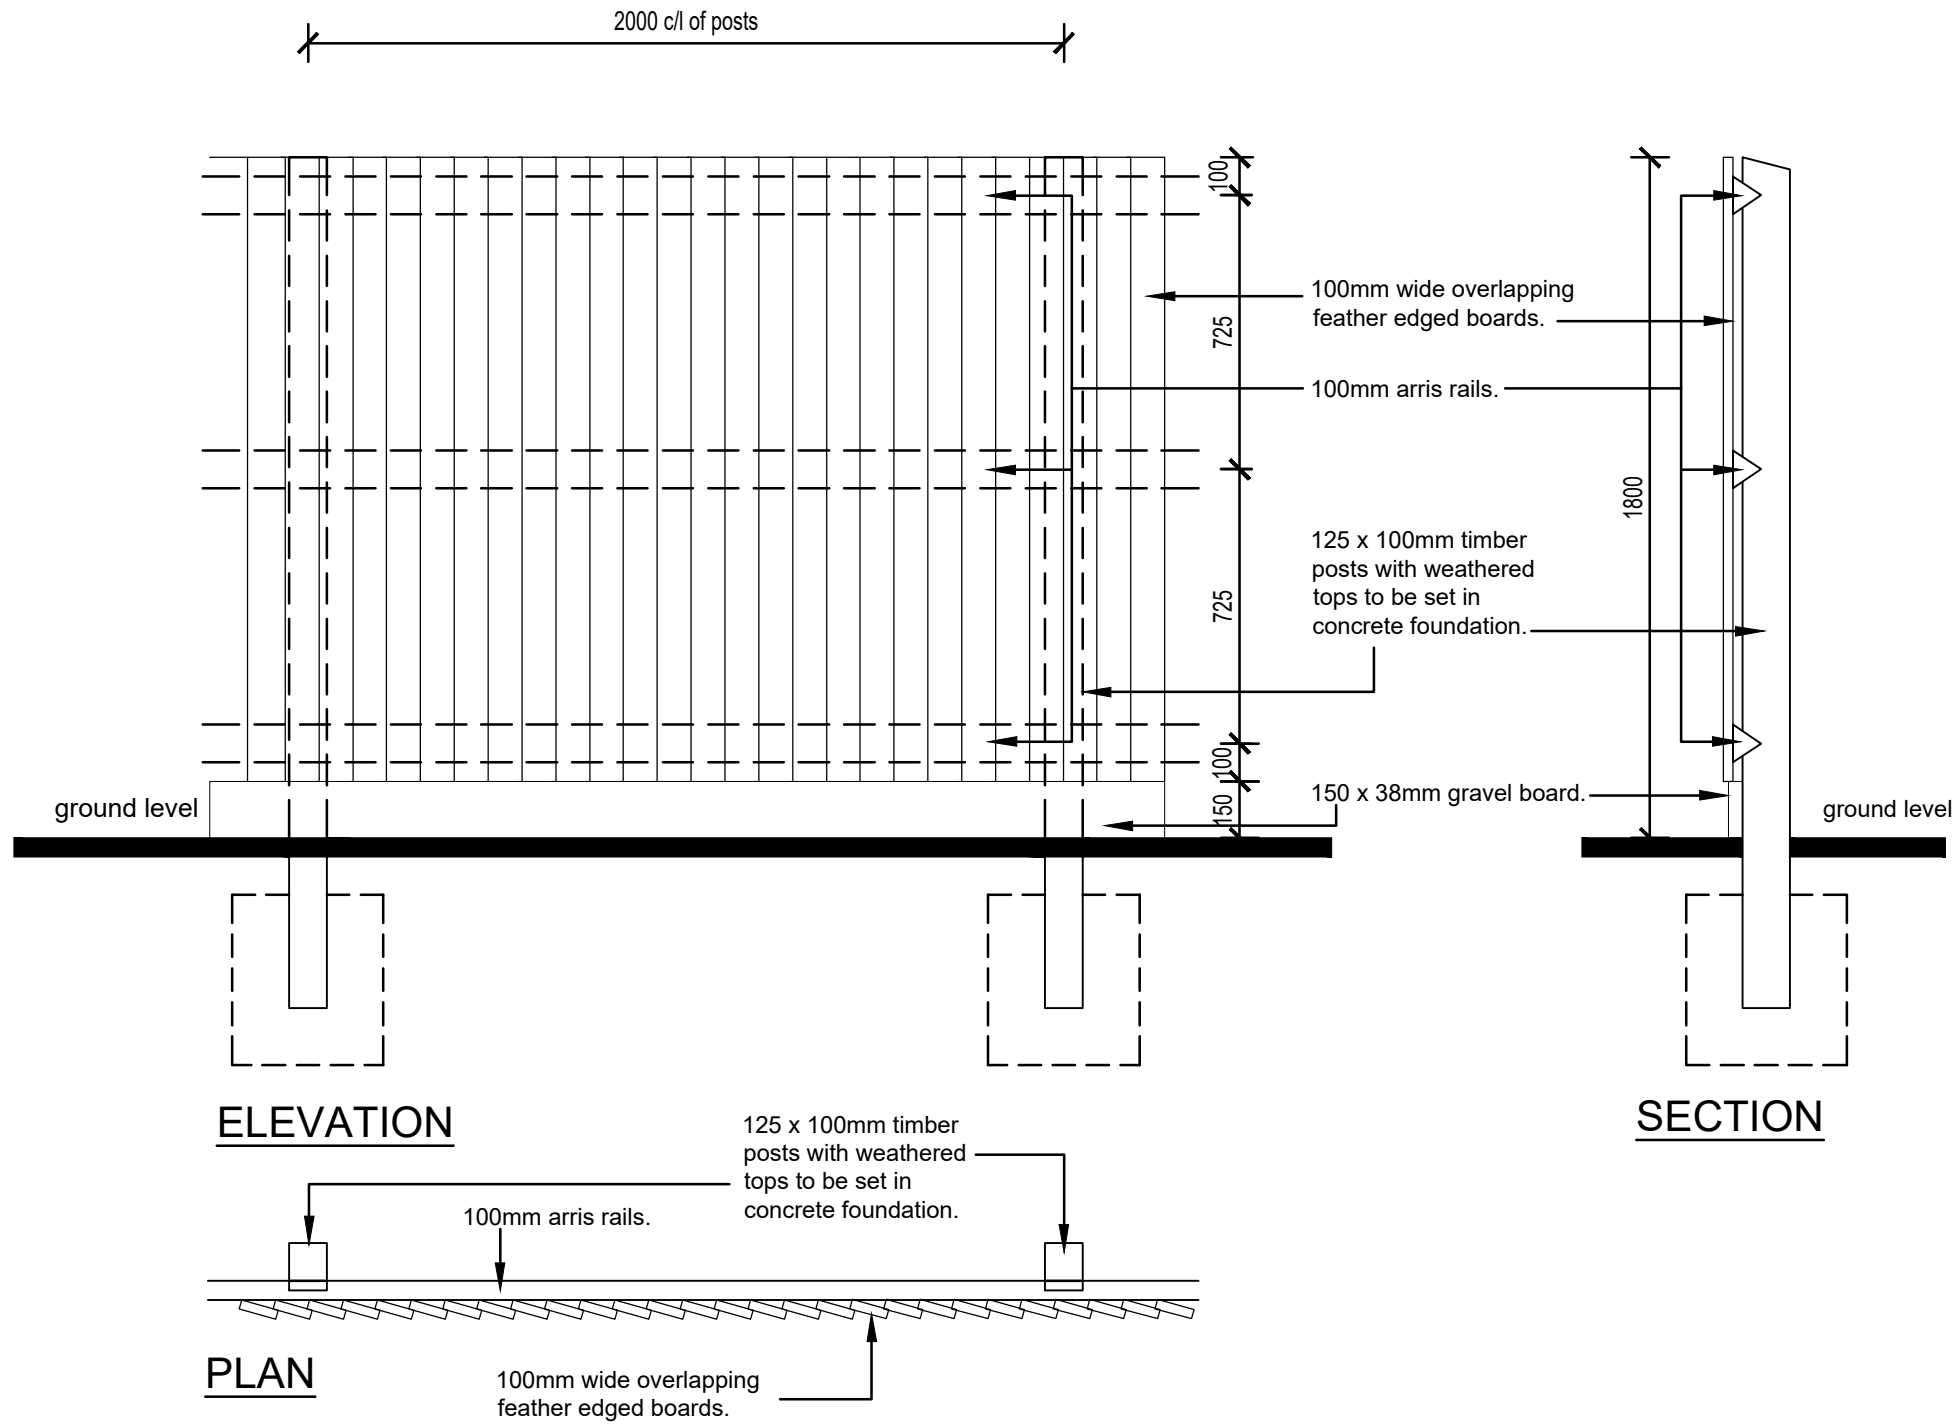 2000 c/l of posts
100
725
725
100
150
100mm wide overlapping
feather edged boards.
100mm arris rails.
125 x 100mm timber
posts with weathered
tops to be set in
concrete foundation.
150 x 38mm gravel board.
1800
ground level
ground level
ELEVATION
SECTION
125 x 100mm timber
posts with weathered
tops to be set in
concrete foundation.
100mm arris rails.
PLAN
100mm wide overlapping
feather edged boards.